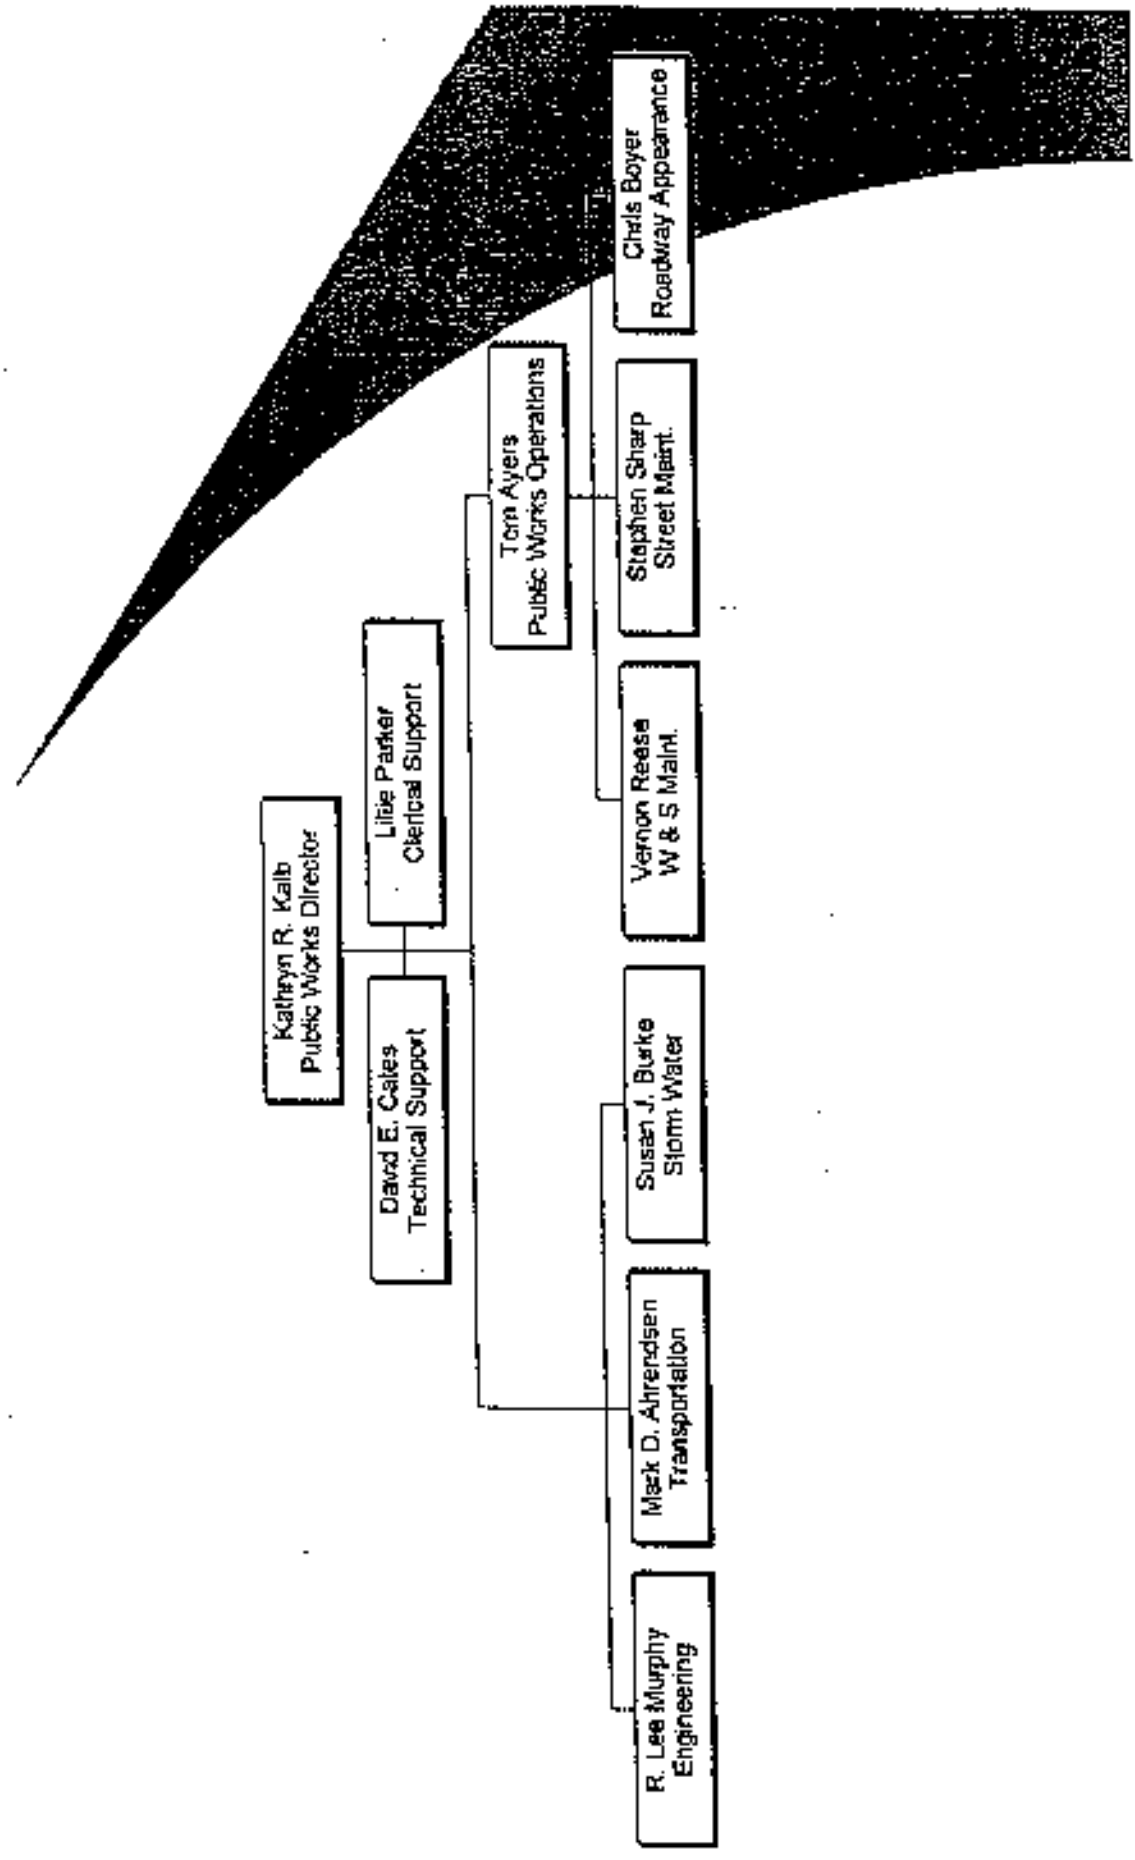 Kathryn R. Kalb
Public Works Director
David E. Cates
Technical Support
Lillie Parker
Clerical Support
Tom Ayers
Public Works Operations
R. Lee Murphy
Engineering
Mark D. Ahrendsen
Transportation
Susan J. Burke
Storm Water
Vernon Reese
W & S Maint.
Stephen Sharp
Street Maint.
Chris Boyer
Roadway Appearance